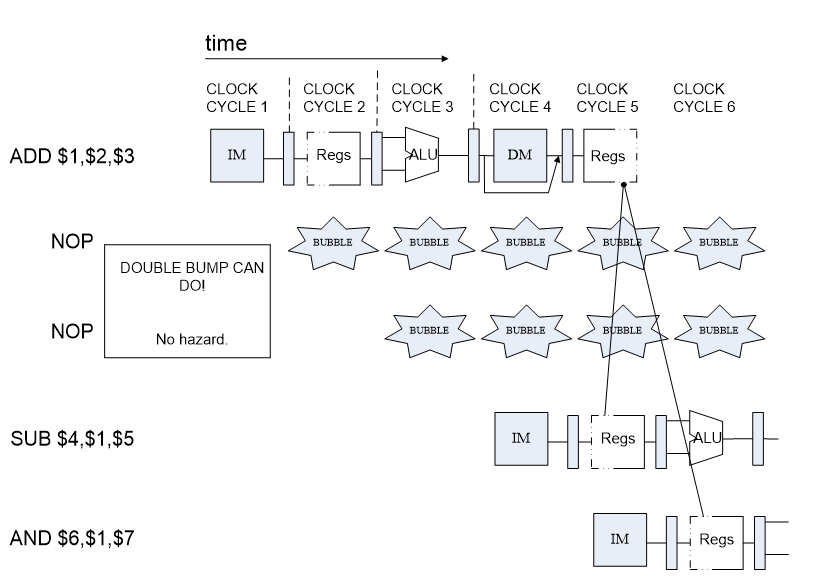 time
CLOCK CYCLE 1
CLOCK CYCLE 2
CLOCK CYCLE 3
CLOCK CYCLE 4
CLOCK CYCLE 5
CLOCK CYCLE 6
ADD $1,$2,$3
IM
Regs
ALU
DM
Regs
NOP
BUBBLE
BUBBLE
BUBBLE
BUBBLE
BUBBLE
DOUBLE BUMP CAN
DO!
No hazard.
NOP
BUBBLE
BUBBLE
BUBBLE
BUBBLE
SUB $4,$1,$5
IM
Regs
ALU
AND $6,$1,$7
IM
Regs